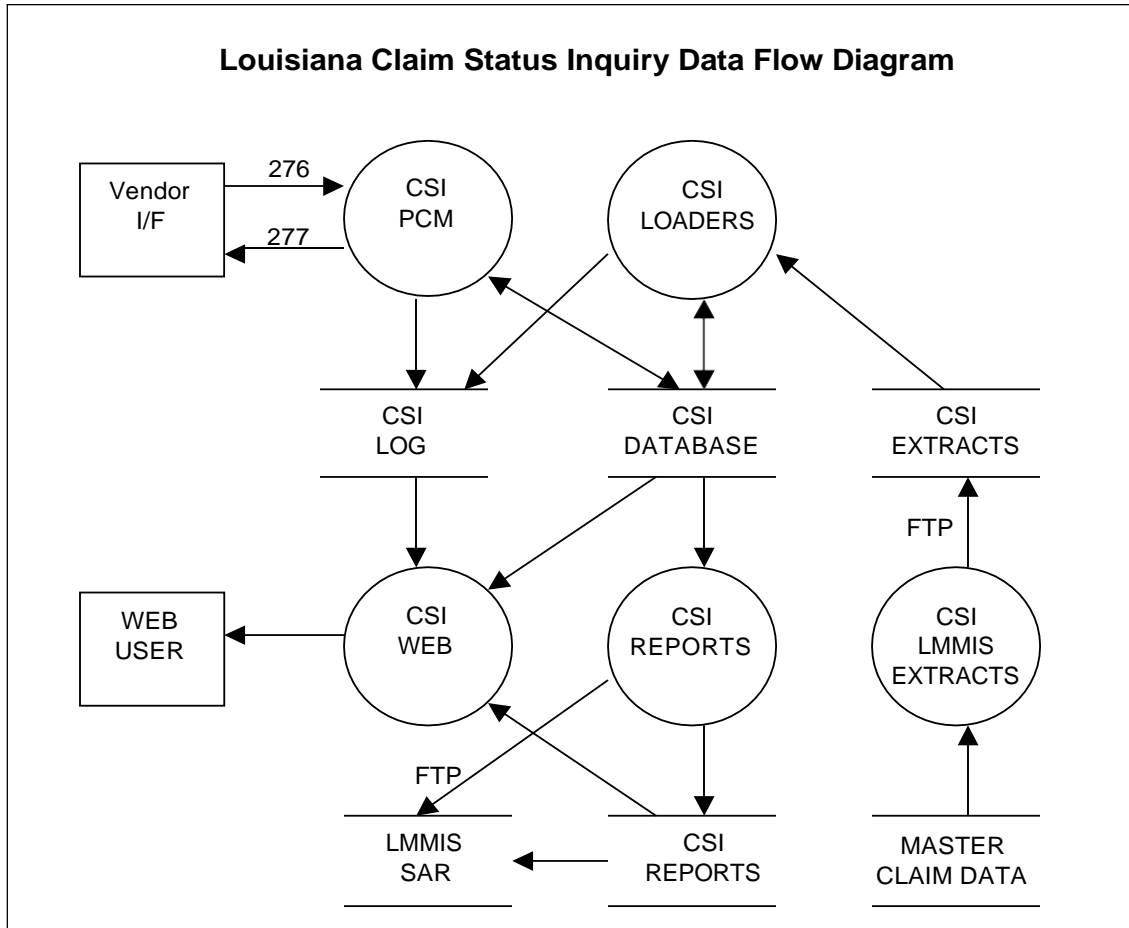 Louisiana Claim Status Inquiry Data Flow Diagram
Vendor
I/F
276
277
CSI
PCM
CSI
LOADERS
CSI
LOG
CSI
DATABASE
CSI
EXTRACTS
FTP
WEB
USER
CSI
WEB
CSI
REPORTS
CSI
LMMIS
EXTRACTS
FTP
LMMIS
SAR
CSI
REPORTS
MASTER
CLAIM DATA